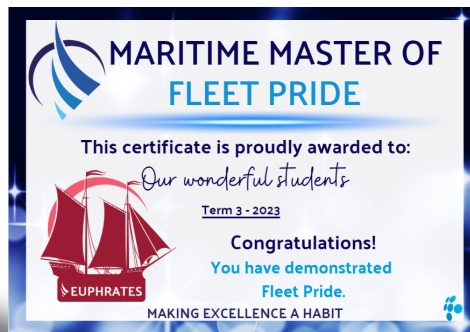 MARITIME MASTER OF
FLEET PRIDE
This certificate is proudly awarded to:
Our wonderful students
Term 3 - 2023
Congratulations!
You have demonstrated
Fleet Pride.
EUPHRATES
MAKING EXCELLENCE A HABIT